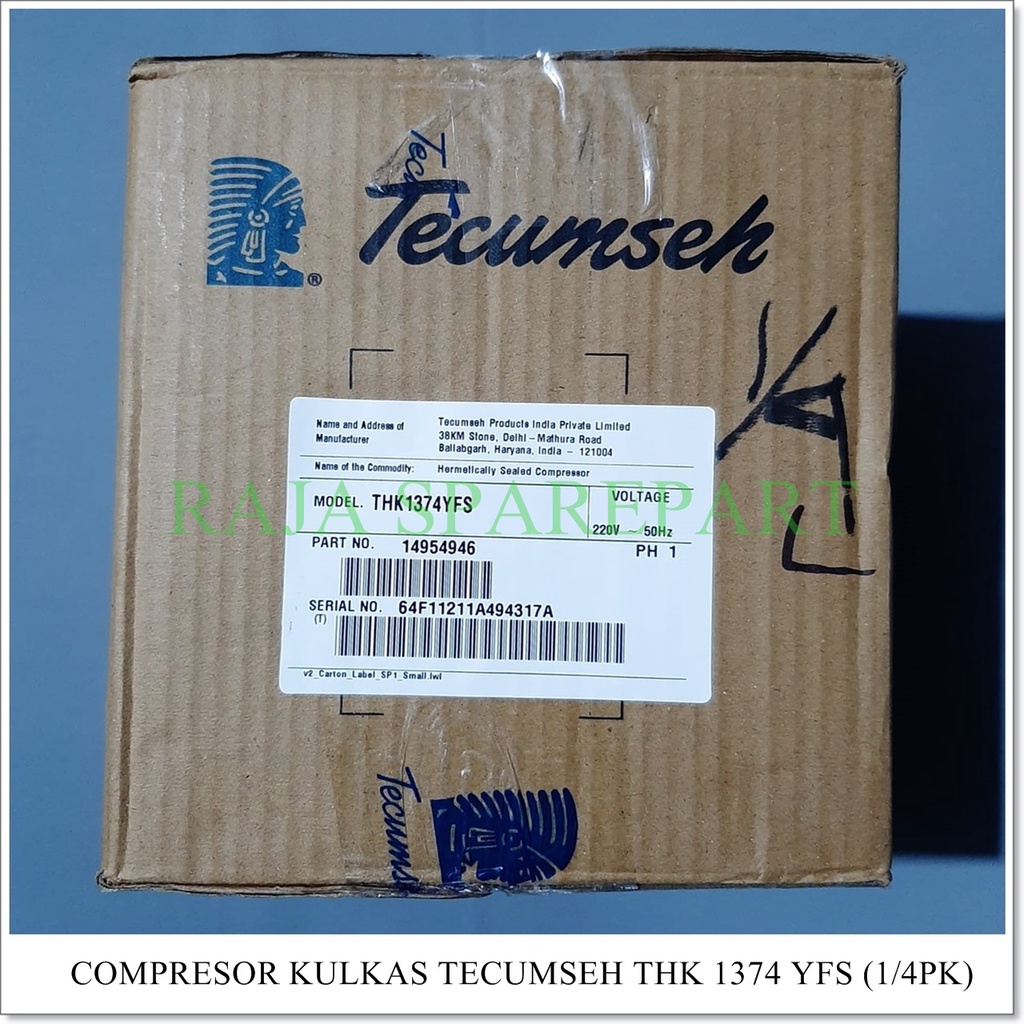 Tec
Tecumseh
®
1/4
L
Name and Address of Manufacturer
Tecumseh Products India Private Limited
38KM Stone, Delhi - Mathura Road
Ballabgarh, Haryana, India - 121004
Name of the Commodity: Hermetically Sealed Compressor
MODEL. THK1374YFS
VOLTAGE
220V ~ 50Hz
RAJA SPAREPART
PART NO. 14954946
PH 1
SERIAL NO. 64F11211A494317A
(T)
v2_Carton_Label_SP1_Small.lwl
Tecums
COMPRESOR KULKAS TECUMSEH THK 1374 YFS (1/4PK)